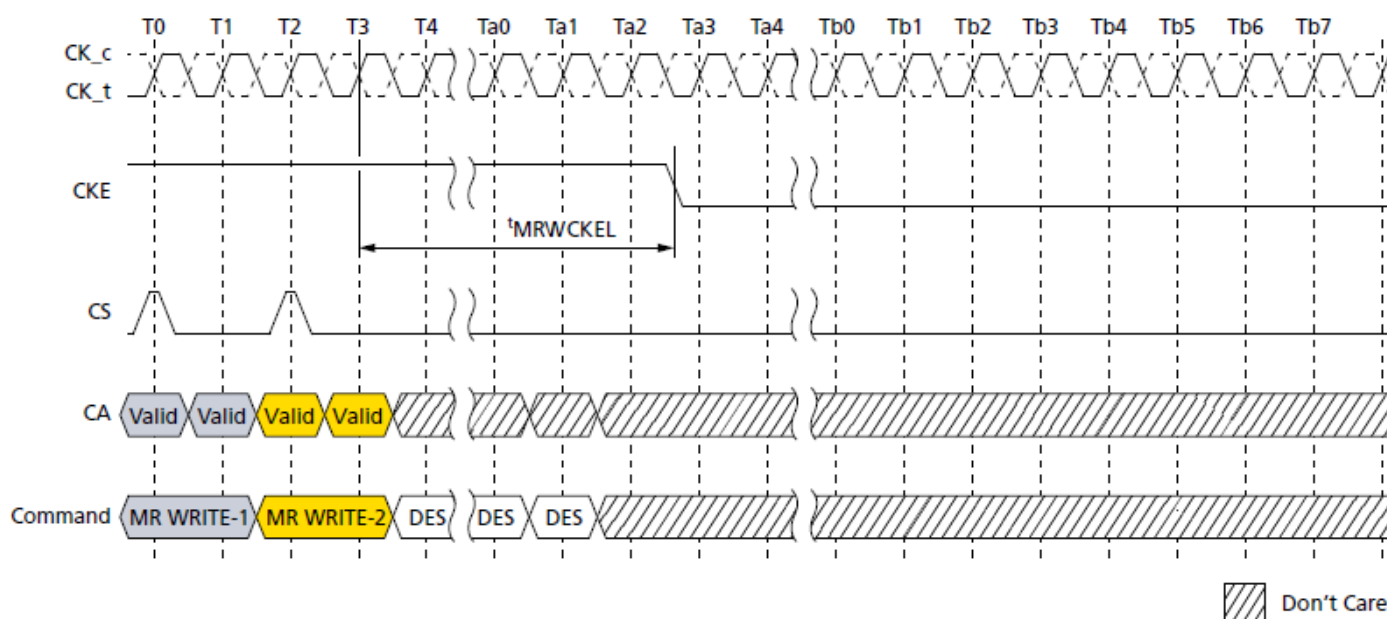 T0 T1 T2 T3 T4 Ta0 Ta1 Ta2 Ta3 Ta4 Tb0 Tb1 Tb2 Tb3 Tb4 Tb5 Tb6 Tb7
CK_c
CK_t
CKE
tMRWCKEL
CS
CA Valid Valid Valid Valid
Command MR WRITE-1 MR WRITE-2 DES DES DES
Don't Care